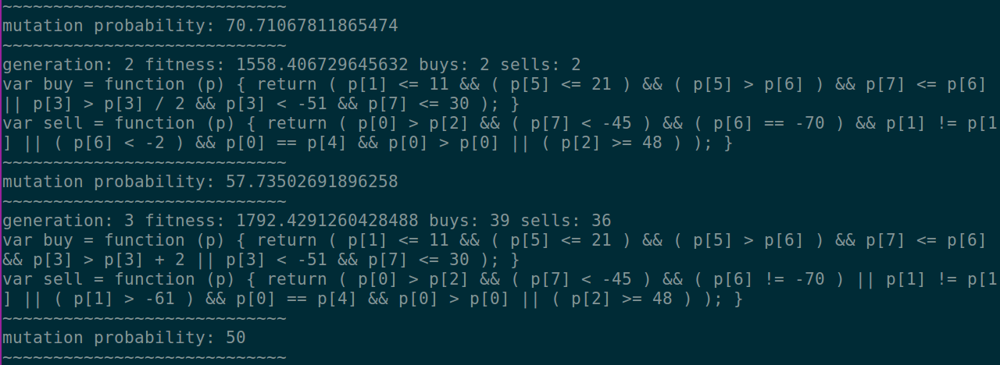 ~~~~~~~~~~~~~~~~~~~~~~~~~~~~
mutation probability: 70.71067811865474
~~~~~~~~~~~~~~~~~~~~~~~~~~~~
generation: 2 fitness: 1558.406729645632 buys: 2 sells: 2
var buy = function (p) { return ( p[1] <= 11 && ( p[5] <= 21 ) && ( p[5] > p[6] ) && p[7] <= p[6]
|| p[3] > p[3] / 2 && p[3] < -51 && p[7] <= 30 ); }
var sell = function (p) { return ( p[0] > p[2] && ( p[7] < -45 ) && ( p[6] == -70 ) && p[1] != p[1
] || ( p[6] < -2 ) && p[0] == p[4] && p[0] > p[0] || ( p[2] >= 48 ) ); }
~~~~~~~~~~~~~~~~~~~~~~~~~~~~
mutation probability: 57.73502691896258
~~~~~~~~~~~~~~~~~~~~~~~~~~~~
generation: 3 fitness: 1792.4291260428488 buys: 39 sells: 36
var buy = function (p) { return ( p[1] <= 11 && ( p[5] <= 21 ) && ( p[5] > p[6] ) && p[7] <= p[6]
&& p[3] > p[3] + 2 || p[3] < -51 && p[7] <= 30 ); }
var sell = function (p) { return ( p[0] > p[2] && ( p[7] < -45 ) && ( p[6] != -70 ) || p[1] != p[1
] || ( p[1] > -61 ) && p[0] == p[4] && p[0] > p[0] || ( p[2] >= 48 ) ); }
~~~~~~~~~~~~~~~~~~~~~~~~~~~~
mutation probability: 50
~~~~~~~~~~~~~~~~~~~~~~~~~~~~